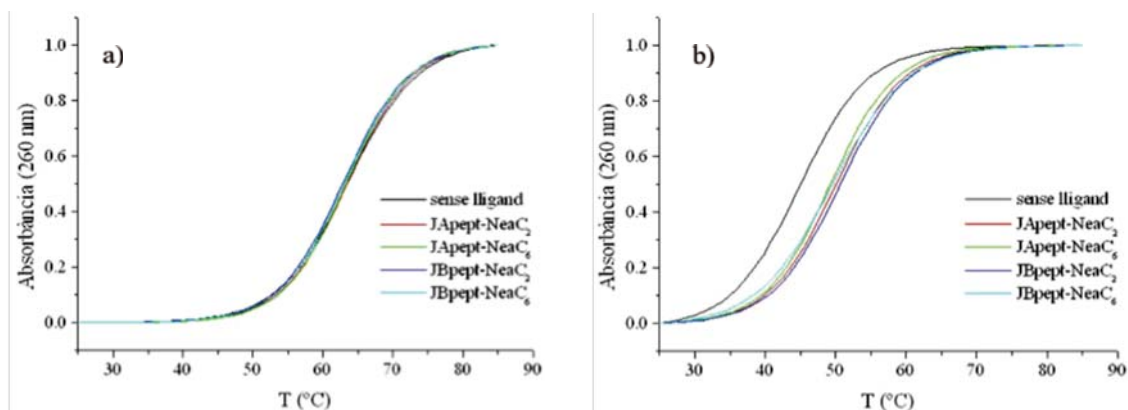 a)
Absorbància (260 nm)
1.0
0.8
0.6
0.4
0.2
0.0
sense lligand
JApept-NeaC₂
JApept-NeaC₆
JBpept-NeaC₂
JBpept-NeaC₆
30 40 50 60 70 80 90
T (ºC)
b)
Absorbància (260 nm)
1.0
0.8
0.6
0.4
0.2
0.0
sense lligand
JApept-NeaC₂
JApept-NeaC₆
JBpept-NeaC₂
JBpept-NeaC₆
30 40 50 60 70 80 90
T (ºC)